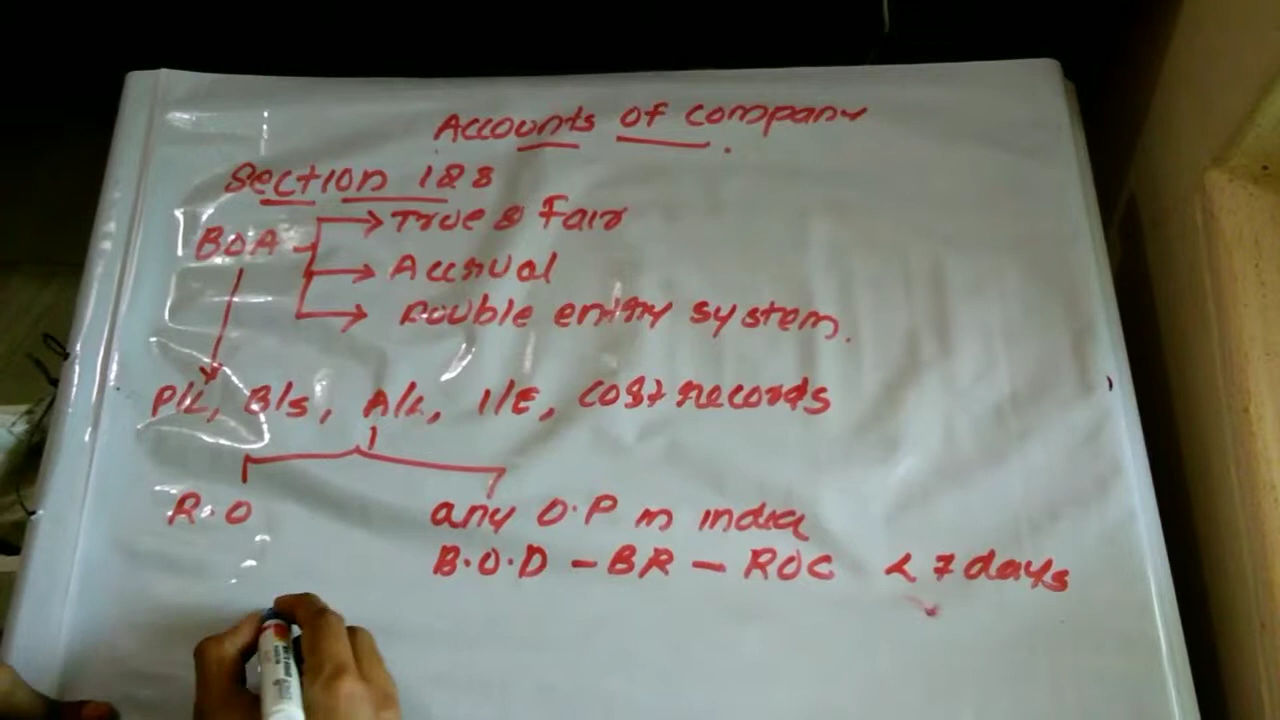 Accounts of company.
Section 128
BOA → True & Fair
→ Accrual
→ Double entity system.
P/L, B/s, A/L, I/E, cost records
R.O any O.P in india
B.O.D - BR - ROC < 7 days